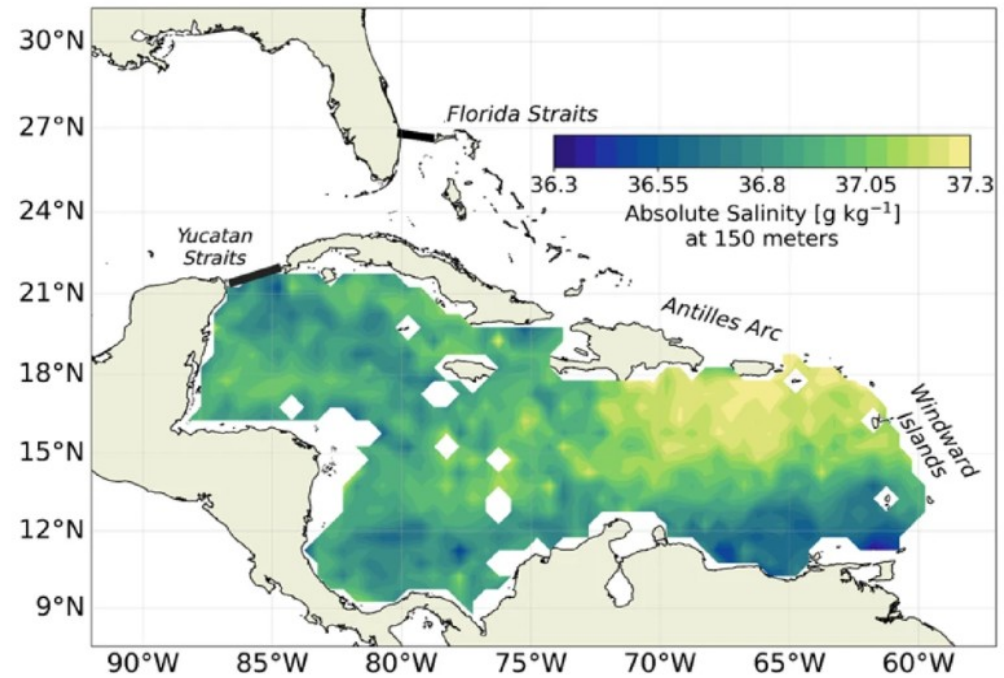 30°N
27°N
24°N
21°N
18°N
15°N
12°N
9°N
Florida Straits
36.3 36.55 36.8 37.05 37.3
Absolute Salinity [g kg⁻¹]
at 150 meters
Yucatan
Straits
Antilles Arc
Windward
Islands
90°W 85°W 80°W 75°W 70°W 65°W 60°W